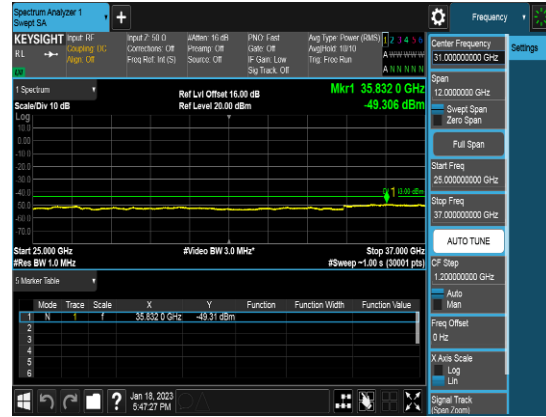 Spectrum Analyzer 1
Swept SA
Frequency
KEYSIGHT
RL
Input: RF
Coupling: DC
Align: Off
Input Z: 50 Ω
Corrections: Off
Freq Ref: Int (S)
#Atten: 16 dB
Preamp: Off
Source: Off
PNO: Fast
Gate: Off
IF Gain: Low
Sig Track: Off
Avg Type: Power (RMS)
Avg|Hold: 10/10
Trig: Free Run
1 2 3 4 5 6
A W W W W W
A N N N N N
1 Spectrum
Scale/Div 10 dB
Ref Lvl Offset 16.00 dB
Ref Level 20.00 dBm
Mkr1 35.832 0 GHz
-49.306 dBm
Log
10.0
0.00
-10.0
-20.0
-30.0
-40.0
-50.0
-60.0
-70.0
Start 25.000 GHz
#Res BW 1.0 MHz
#Video BW 3.0 MHz*
Stop 37.000 GHz
#Sweep ~1.00 s (30001 pts)
5 Marker Table
Mode Trace Scale X Y Function Function Width Function Value
1 N 1 f 35.832 0 GHz -49.31 dBm
2
3
4
5
6
Jan 18, 2023
5:47:27 PM
Center Frequency
31.000000000 GHz
Settings
Span
12.0000000 GHz
Swept Span
Zero Span
Full Span
Start Freq
25.000000000 GHz
Stop Freq
37.000000000 GHz
AUTO TUNE
CF Step
1.200000000 GHz
Auto
Man
Freq Offset
0 Hz
X Axis Scale
Log
Lin
Signal Track
(Span Zoom)